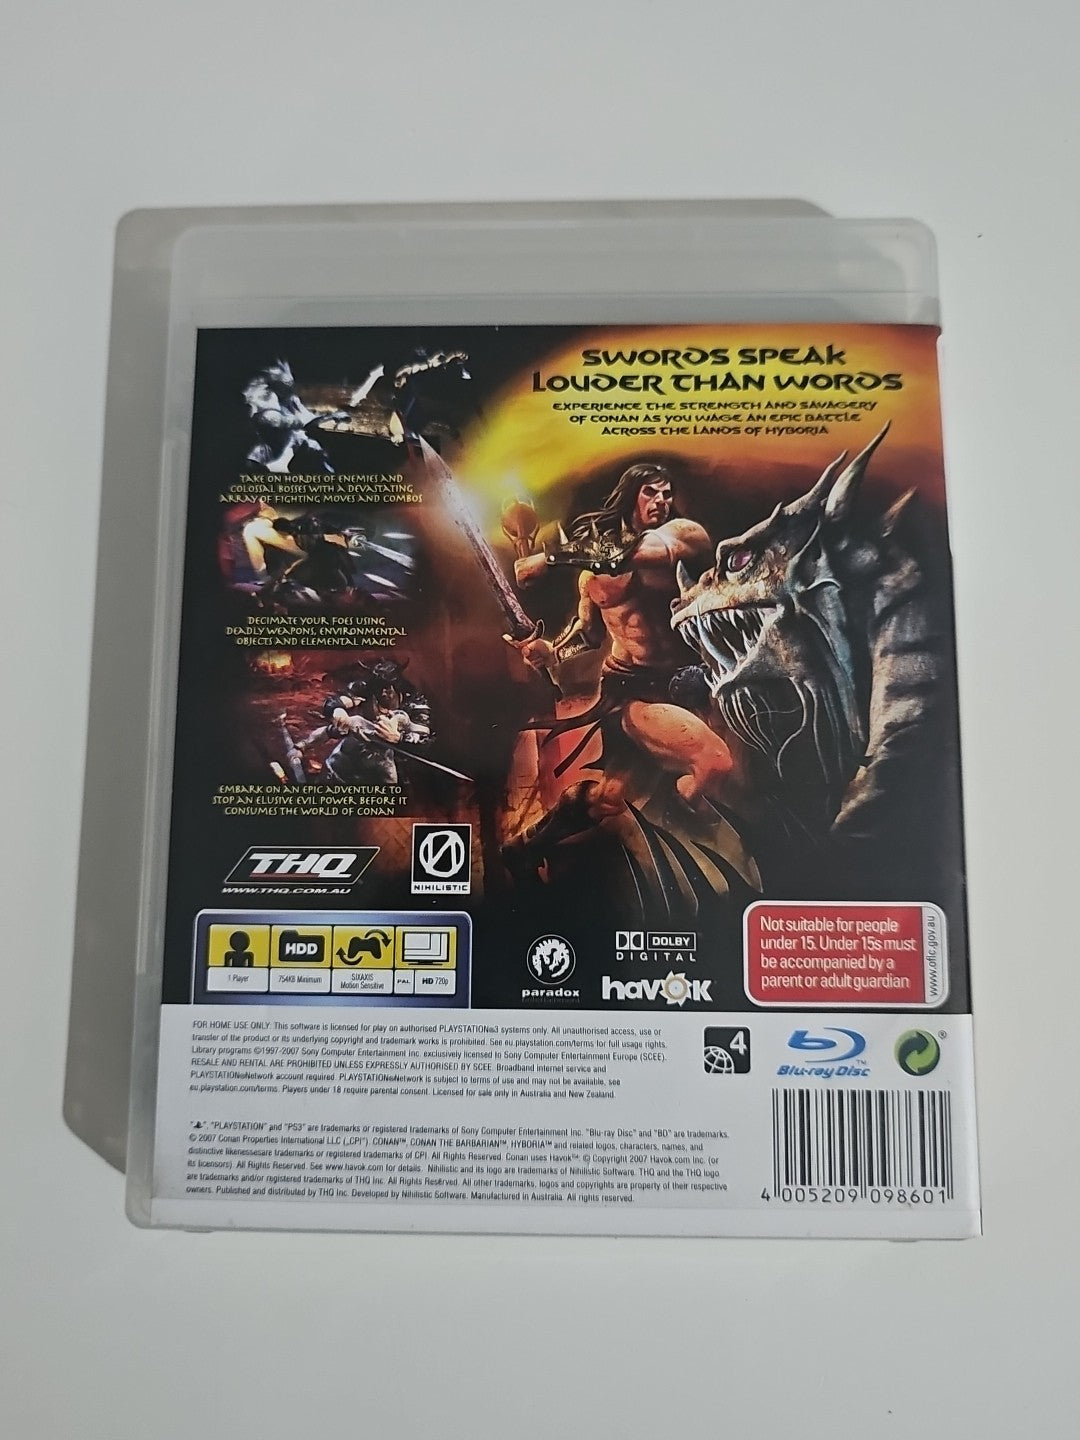 SWORDS SPEAK
LOUDER THAN WORDS
EXPERIENCE THE STRENGTH AND SAVAGERY
OF CONAN AS YOU WAGE AN EPIC BATTLE
ACROSS THE LANDS OF HYBORIA
TAKE ON HORDES OF ENEMIES AND
COLOSSAL BOSSES WITH A DEVASTATING
ARRAY OF FIGHTING MOVES AND COMBOS
DECIMATE YOUR FOES USING
DEADLY WEAPONS, ENVIRONMENTAL
OBJECTS AND ELEMENTAL MAGIC
EMBARK ON AN EPIC ADVENTURE TO
STOP AN ELUSIVE EVIL POWER BEFORE IT
CONSUMES THE WORLD OF CONAN
THQ
WWW.THQ.COM.AU
NIHILISTIC
HDD
1 Player
754KB Minimum
SIXAXIS
Motion Sensitive
PAL
HD 720p
paradox
entertainment
DOLBY
DIGITAL
havok
Not suitable for people
under 15. Under 15s must
be accompanied by a
parent or adult guardian
www.oflc.gov.au
FOR HOME USE ONLY. This software is licensed for play on authorised PLAYSTATION®3 systems only. All unauthorised access, use or
transfer of the product or its underlying copyright and trademark works is prohibited. See eu.playstation.com/terms for full usage rights.
Library programs ©1997-2007 Sony Computer Entertainment Inc. exclusively licensed to Sony Computer Entertainment Europe (SCEE).
RESALE AND RENTAL ARE PROHIBITED UNLESS EXPRESSLY AUTHORISED BY SCEE. Broadband internet service and
PLAYSTATION®Network account required. PLAYSTATION®Network is subject to terms of use and may not be available, see
eu.playstation.com/terms. Players under 18 require parental consent. Licensed for sale only in Australia and New Zealand.
4
Blu-ray Disc
TM
®
". "PLAYSTATION" and "PS3" are trademarks or registered trademarks of Sony Computer Entertainment Inc. "Blu-ray Disc" and "BD" are trademarks.
© 2007 Conan Properties International LLC („CPI"). CONAN™, CONAN THE BARBARIAN™, HYBORIA™ and related logos, characters, names, and
distinctive likenessesare trademarks or registered trademarks of CPI. All Rights Reserved. Conan uses Havok™: © Copyright 2007 Havok.com Inc. (or
its licensors). All Rights Reserved. See www.havok.com for details. Nihilistic and its logo are trademarks of Nihilistic Software. THQ and the THQ logo
are trademarks and/or registered trademarks of THQ Inc. All Rights Reserved. All other trademarks, logos and copyrights are property of their respective
owners. Published and distributed by THQ Inc. Developed by Nihilistic Software. Manufactured in Australia. All rights reserved.
4 005209 098601